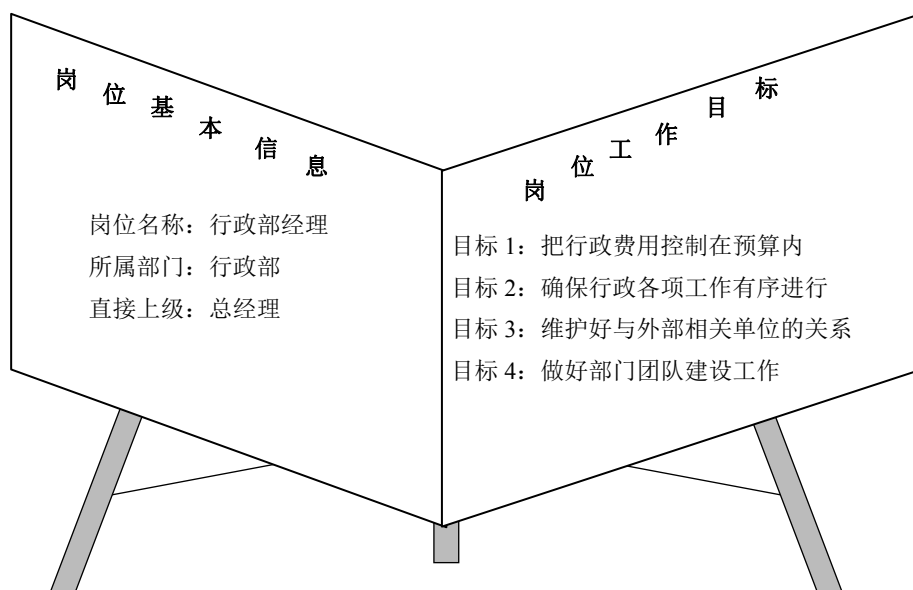 岗位基本信息
岗位名称：行政部经理
所属部门：行政部
直接上级：总经理
岗位工作目标
目标 1：把行政费用控制在预算内
目标 2：确保行政各项工作有序进行
目标 3：维护好与外部相关单位的关系
目标 4：做好部门团队建设工作